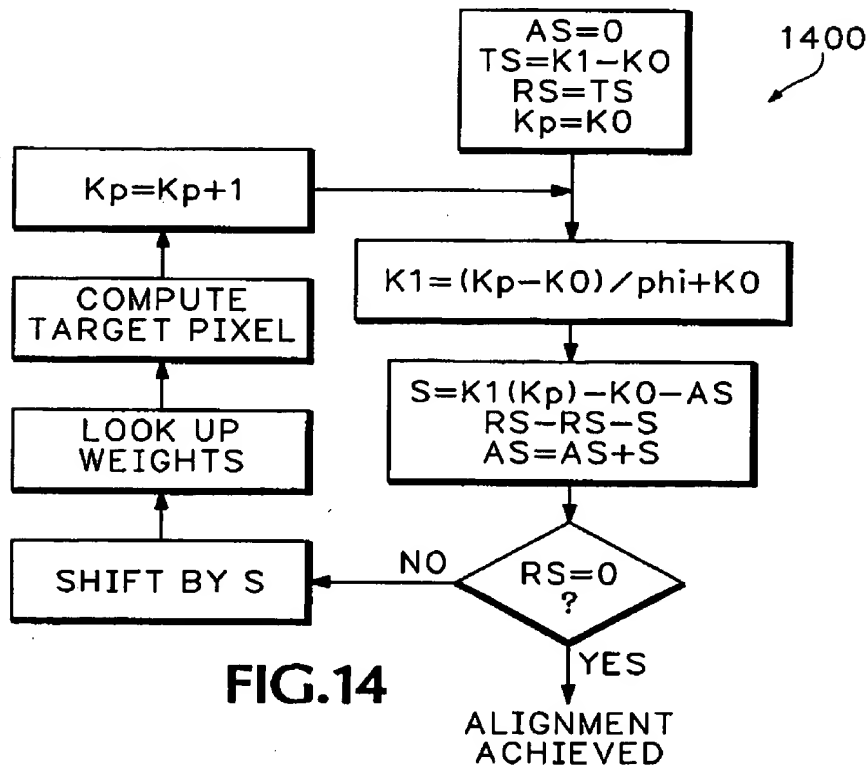 AS=0
TS=K1-K0
RS=TS
Kp=K0
1400
Kp=Kp+1
K1=(Kp-K0)/phi+K0
COMPUTE
TARGET PIXEL
S=K1(Kp)-K0-AS
RS-RS-S
AS=AS+S
LOOK UP
WEIGHTS
SHIFT BY S
NO
RS=0
?
YES
FIG.14
ALIGNMENT
ACHIEVED